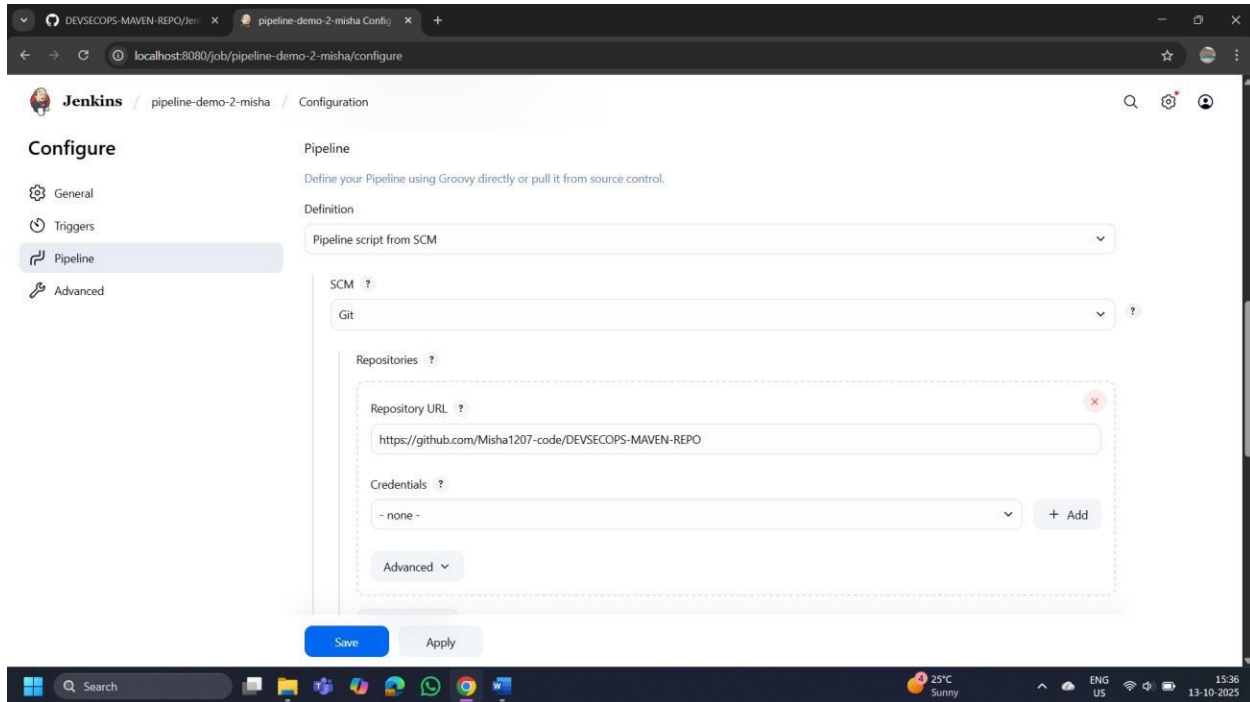 DEVSECOPS-MAVEN-REPO/Jen
pipeline-demo-2-misha Config
localhost:8080/job/pipeline-demo-2-misha/configure
Jenkins / pipeline-demo-2-misha / Configuration
Configure
General
Triggers
Pipeline
Advanced
Pipeline
Define your Pipeline using Groovy directly or pull it from source control.
Definition
Pipeline script from SCM
SCM ?
Git
?
Repositories ?
Repository URL ?
https://github.com/Misha1207-code/DEVSECOPS-MAVEN-REPO
Credentials ?
- none -
+ Add
Advanced
Save
Apply
Search
4
25°C
Sunny
ENG
US
15:36
13-10-2025